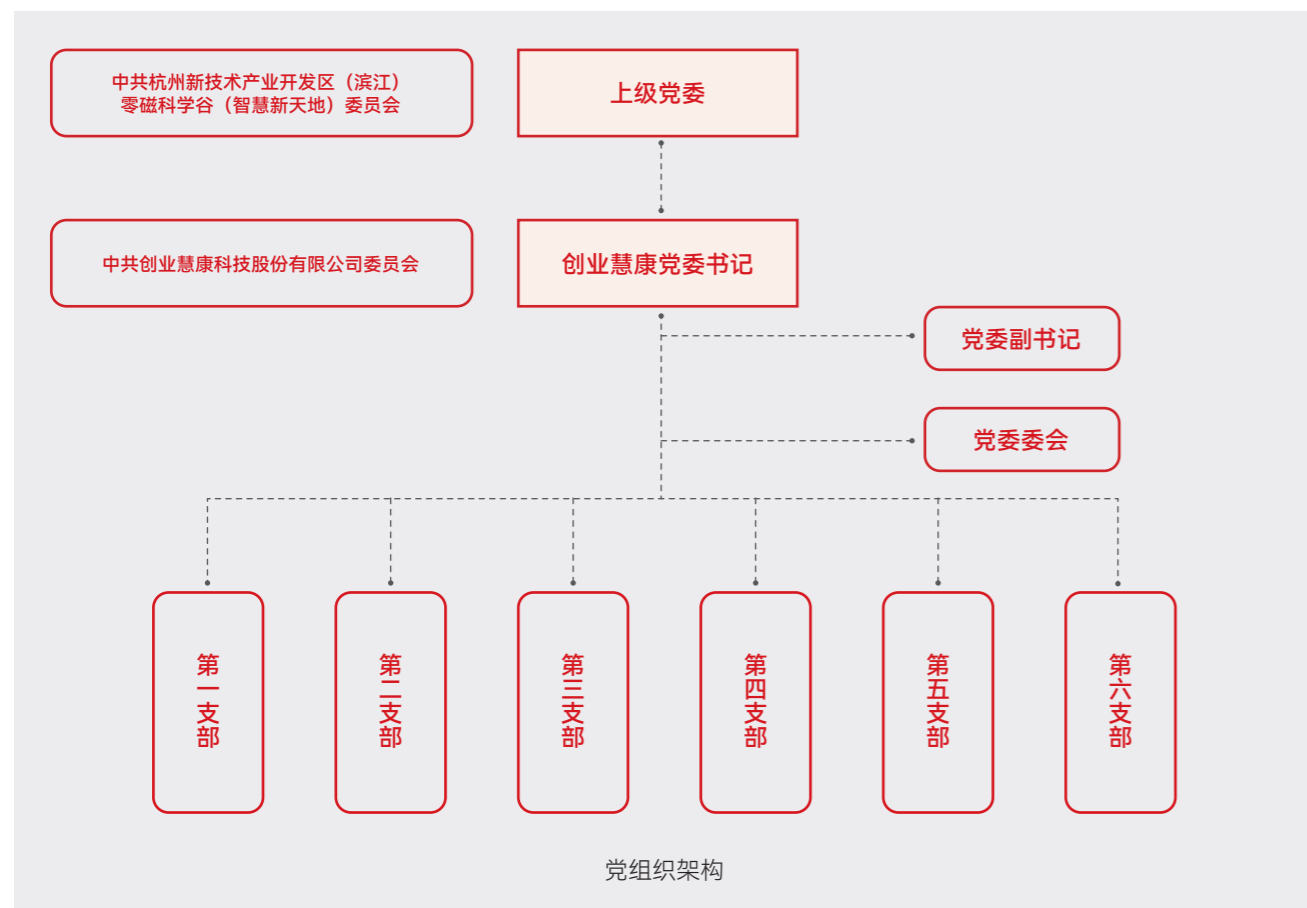 中共杭州新技术产业开发区（滨江）
零磁科学谷（智慧新天地）委员会
上级党委
中共创业慧康科技股份有限公司委员会
创业慧康党委书记
党委副书记
党委委会
第一支部
第二支部
第三支部
第四支部
第五支部
第六支部
党组织架构